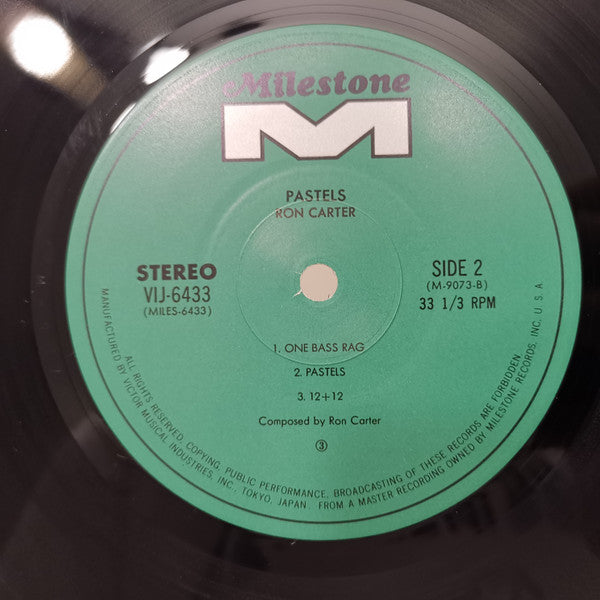 Milestone
M
PASTELS
RON CARTER
STEREO
VIJ-6433
(MILES-6433)
SIDE 2
(M-9073-B)
33 1/3 RPM
1. ONE BASS RAG
2. PASTELS
3. 12+12
Composed by Ron Carter
③
MANUFACTURED BY VICTOR MUSICAL INDUSTRIES, INC., TOKYO, JAPAN. FROM A MASTER RECORDING OWNED BY MILESTONE RECORDS, INC, U.S.A.
ALL RIGHTS RESERVED, COPYING, PUBLIC PERFORMANCE, BROADCASTING OF THESE RECORDS ARE FORBIDDEN